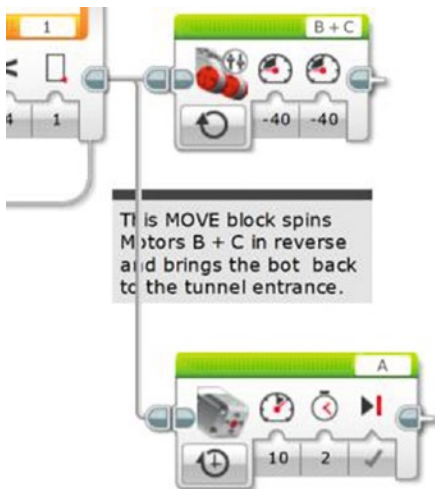 1
B + C
4
1
-40
-40
This MOVE block spins
Motors B + C in reverse
and brings the bot back
to the tunnel entrance.
A
10
2